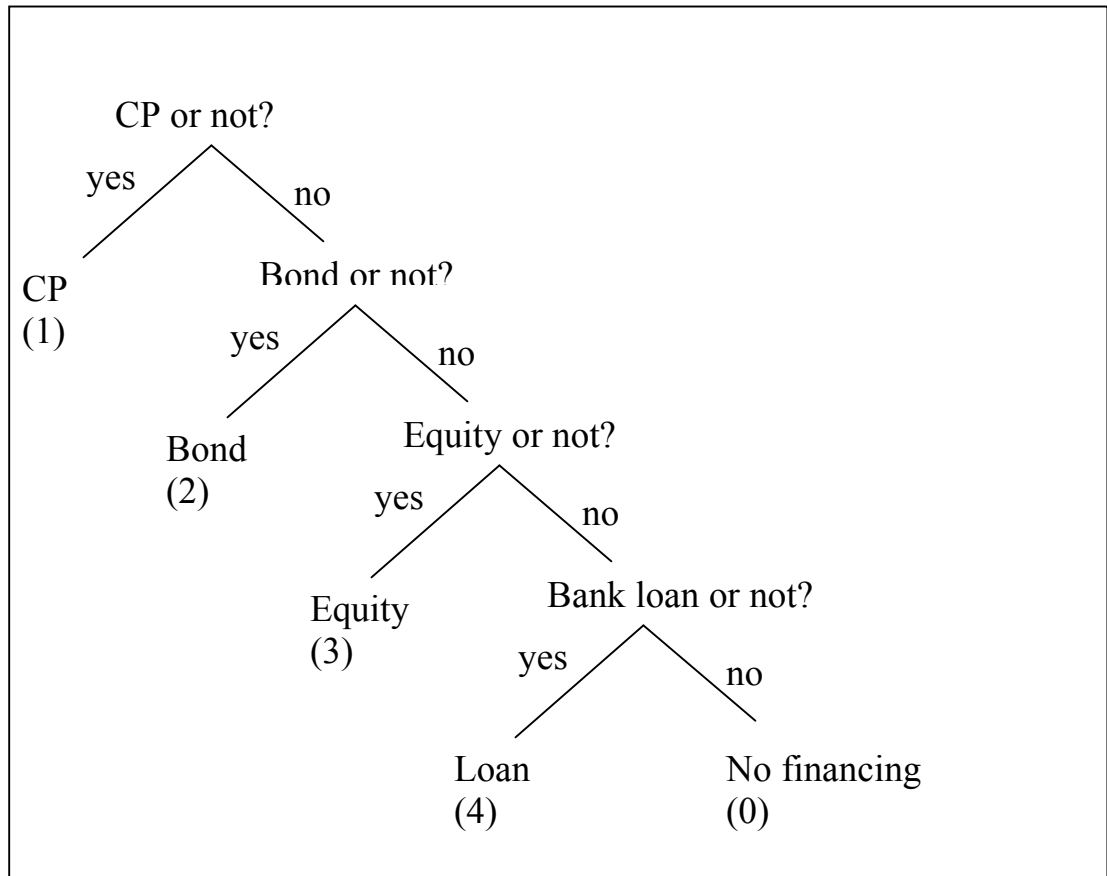 CP or not?
yes
no
CP
(1)
Bond or not?
yes
no
Bond
(2)
Equity or not?
yes
no
Equity
(3)
Bank loan or not?
yes
no
Loan
(4)
No financing
(0)